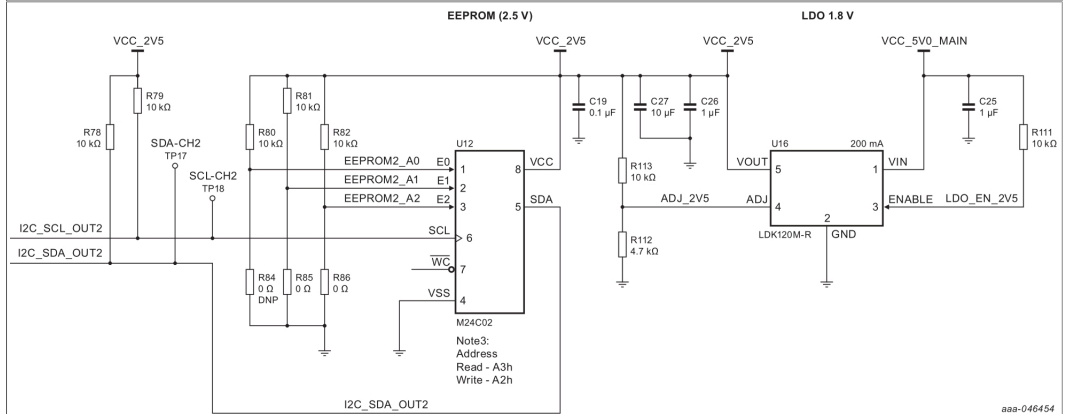 EEPROM (2.5 V)
LDO 1.8 V
VCC_2V5
VCC_2V5
VCC_2V5
VCC_5V0_MAIN
R79
10 kΩ
R78
10 kΩ
SDA-CH2
TP17
SCL-CH2
TP18
R81
10 kΩ
R80
10 kΩ
R82
10 kΩ
C19
0.1 µF
C27
10 µF
C26
1 µF
C25
1 µF
R111
10 kΩ
U12
EEPROM2_A0 E0
1
EEPROM2_A1 E1
2
EEPROM2_A2 E2
3
8 VCC
5 SDA
SCL
6
WC
7
VSS
4
M24C02
Note3:
Address
Read - A3h
Write - A2h
R113
10 kΩ
ADJ_2V5
R112
4.7 kΩ
U16 200 mA
VOUT
5
ADJ
4
1
VIN
3
ENABLE LDO_EN_2V5
2
GND
LDK120M-R
I2C_SCL_OUT2
I2C_SDA_OUT2
R84
0 Ω
DNP
R85
0 Ω
R86
0 Ω
I2C_SDA_OUT2
aaa-046454